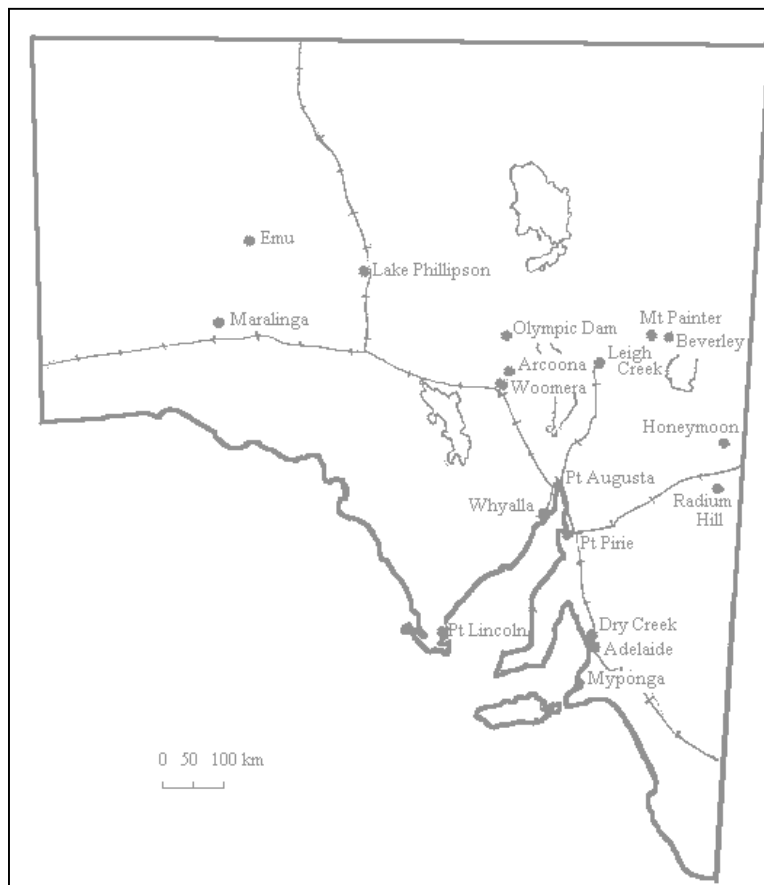 Emu
Lake Phillipson
Maralinga
Olympic Dam
Mt Painter
Beverley
Leigh
Creek
Arcoona
Woomera
Honeymoon
Pt Augusta
Whyalla
Radium
Hill
Pt Pirie
Pt Lincoln
Dry Creek
Adelaide
Myponga
0 50 100 km